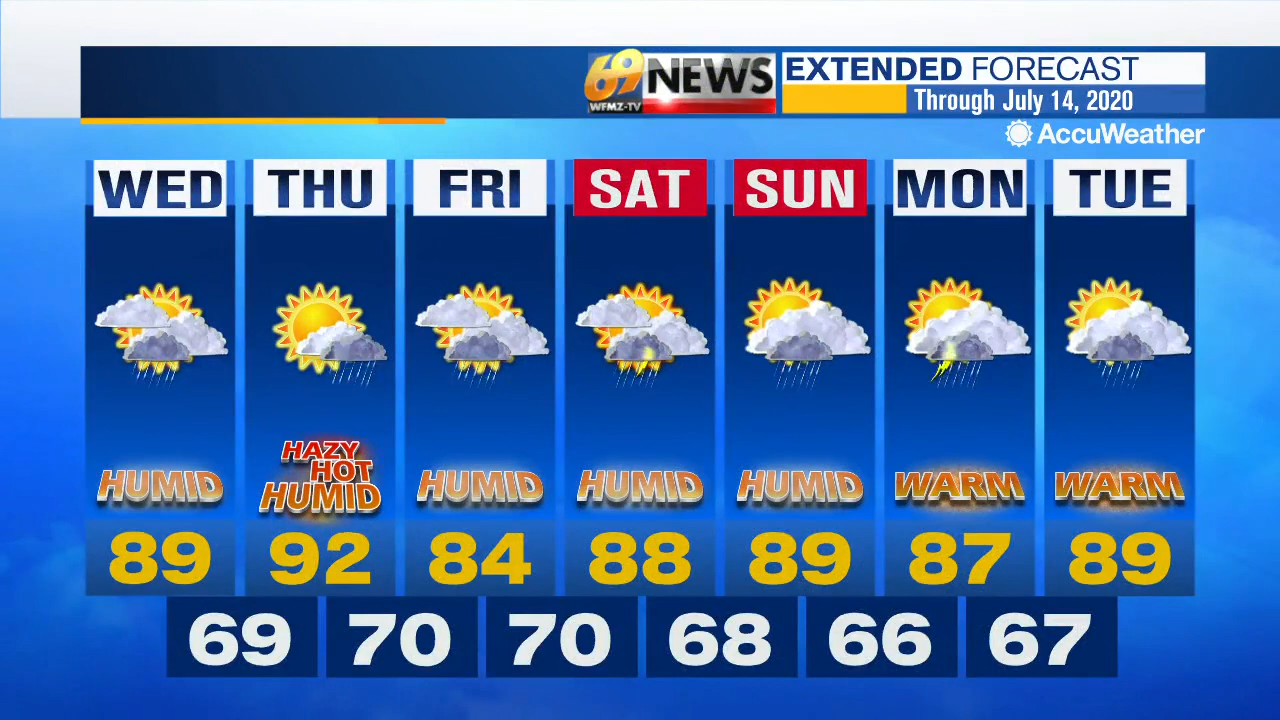 69 NEWS
WFMZ-TV
EXTENDED FORECAST
Through July 14, 2020
AccuWeather
WED THU FRI SAT SUN MON TUE
HUMID HAZY HOT HUMID HUMID HUMID HUMID WARM WARM
89 92 84 88 89 87 89
69 70 70 68 66 67